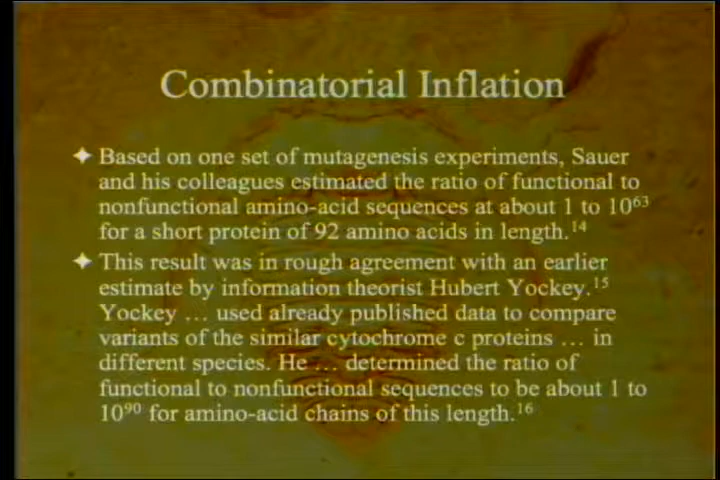 Combinatorial Inflation
✦ Based on one set of mutagenesis experiments, Sauer
and his colleagues estimated the ratio of functional to
nonfunctional amino-acid sequences at about 1 to 10⁶³
for a short protein of 92 amino acids in length.¹⁴
✦ This result was in rough agreement with an earlier
estimate by information theorist Hubert Yockey.¹⁵
Yockey … used already published data to compare
variants of the similar cytochrome c proteins … in
different species. He … determined the ratio of
functional to nonfunctional sequences to be about 1 to
10⁹⁰ for amino-acid chains of this length.¹⁶